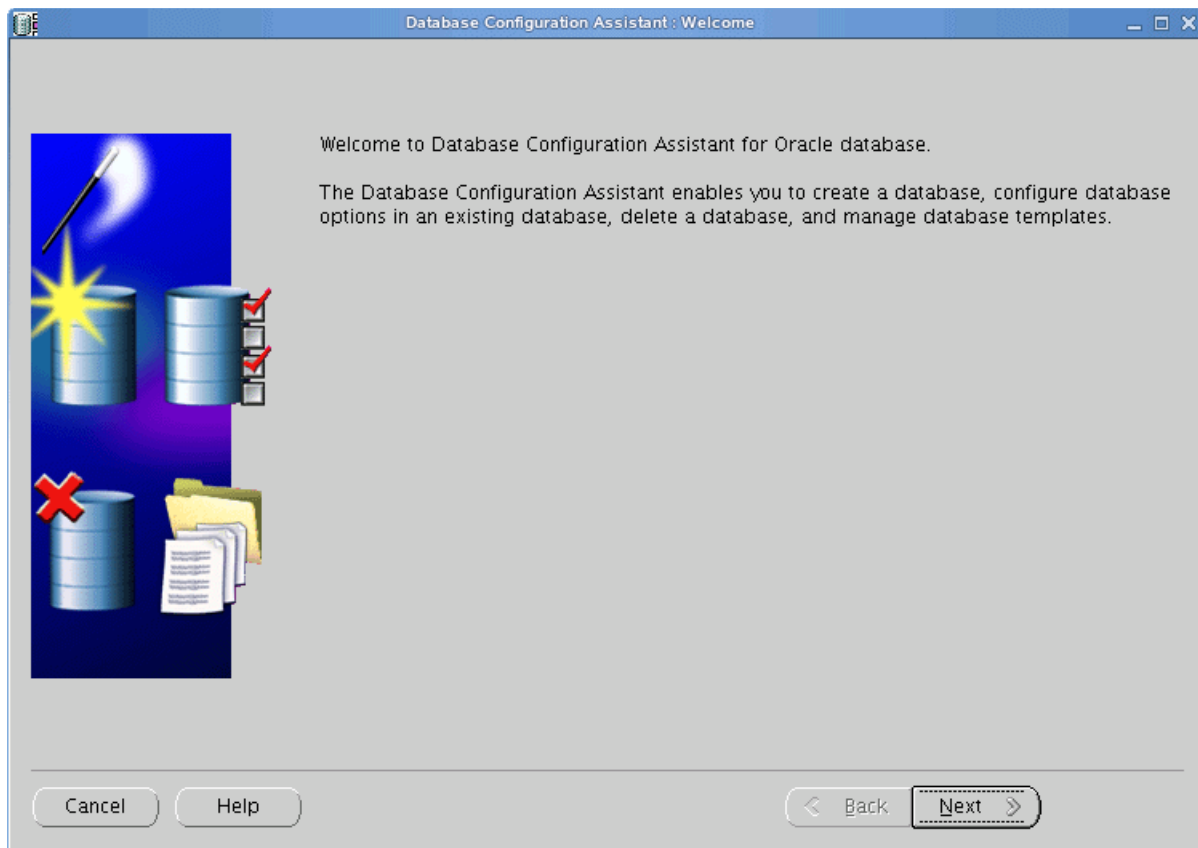 Database Configuration Assistant : Welcome
Welcome to Database Configuration Assistant for Oracle database.
The Database Configuration Assistant enables you to create a database, configure database
options in an existing database, delete a database, and manage database templates.
Cancel
Help
Back
Next